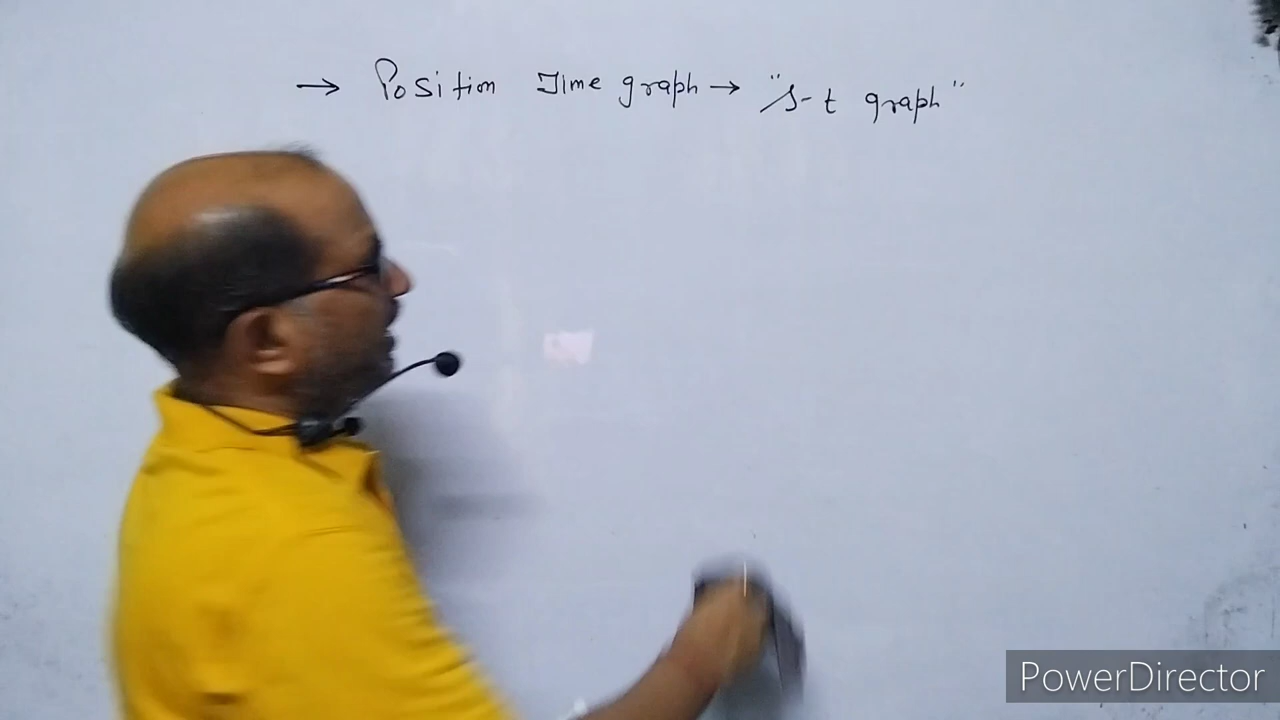 → Position Time graph → "s-t graph"
PowerDirector